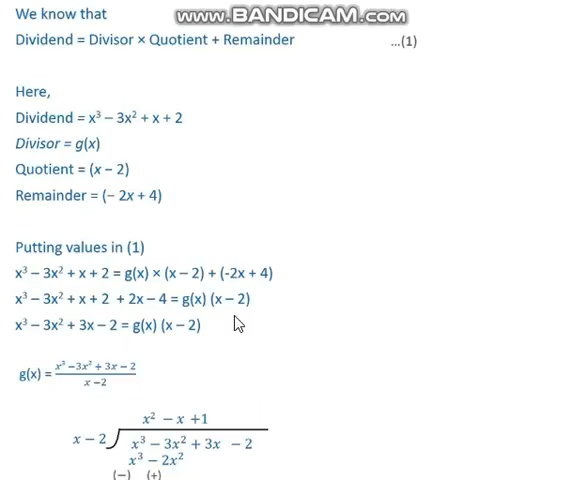 We know that
www.BANDICAM.com
Dividend = Divisor × Quotient + Remainder ...(1)
Here,
Dividend = x³ – 3x² + x + 2
Divisor = g(x)
Quotient = (x – 2)
Remainder = (– 2x + 4)
Putting values in (1)
x³ – 3x² + x + 2 = g(x) × (x – 2) + (-2x + 4)
x³ – 3x² + x + 2 + 2x – 4 = g(x) (x – 2)
x³ – 3x² + 3x – 2 = g(x) (x – 2)
g(x) = (x³ –3x² + 3x – 2)/(x –2)
x² – x +1
x – 2 ) x³ – 3x² + 3x – 2
x³ – 2x²
(–) (+)